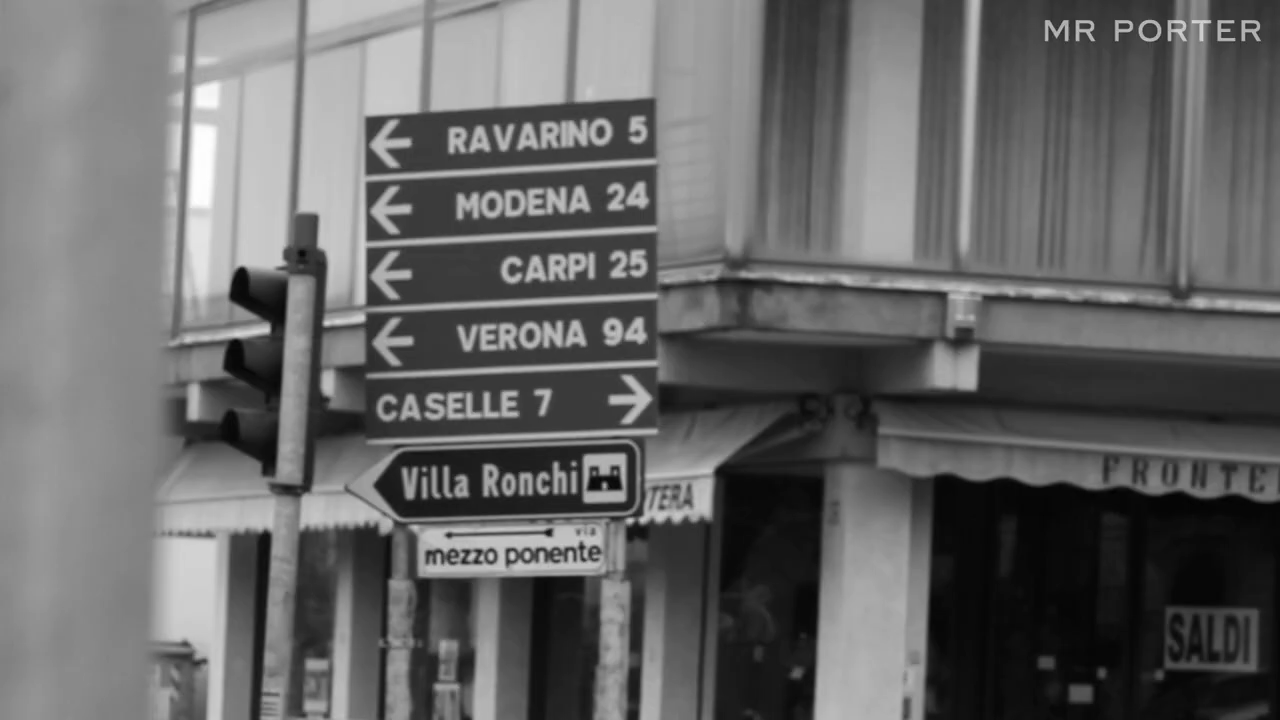 MR PORTER
RAVARINO 5
MODENA 24
CARPI 25
VERONA 94
CASELLE 7
Villa Ronchi
via
mezzo ponente
TERA
FRONTE
SALDI